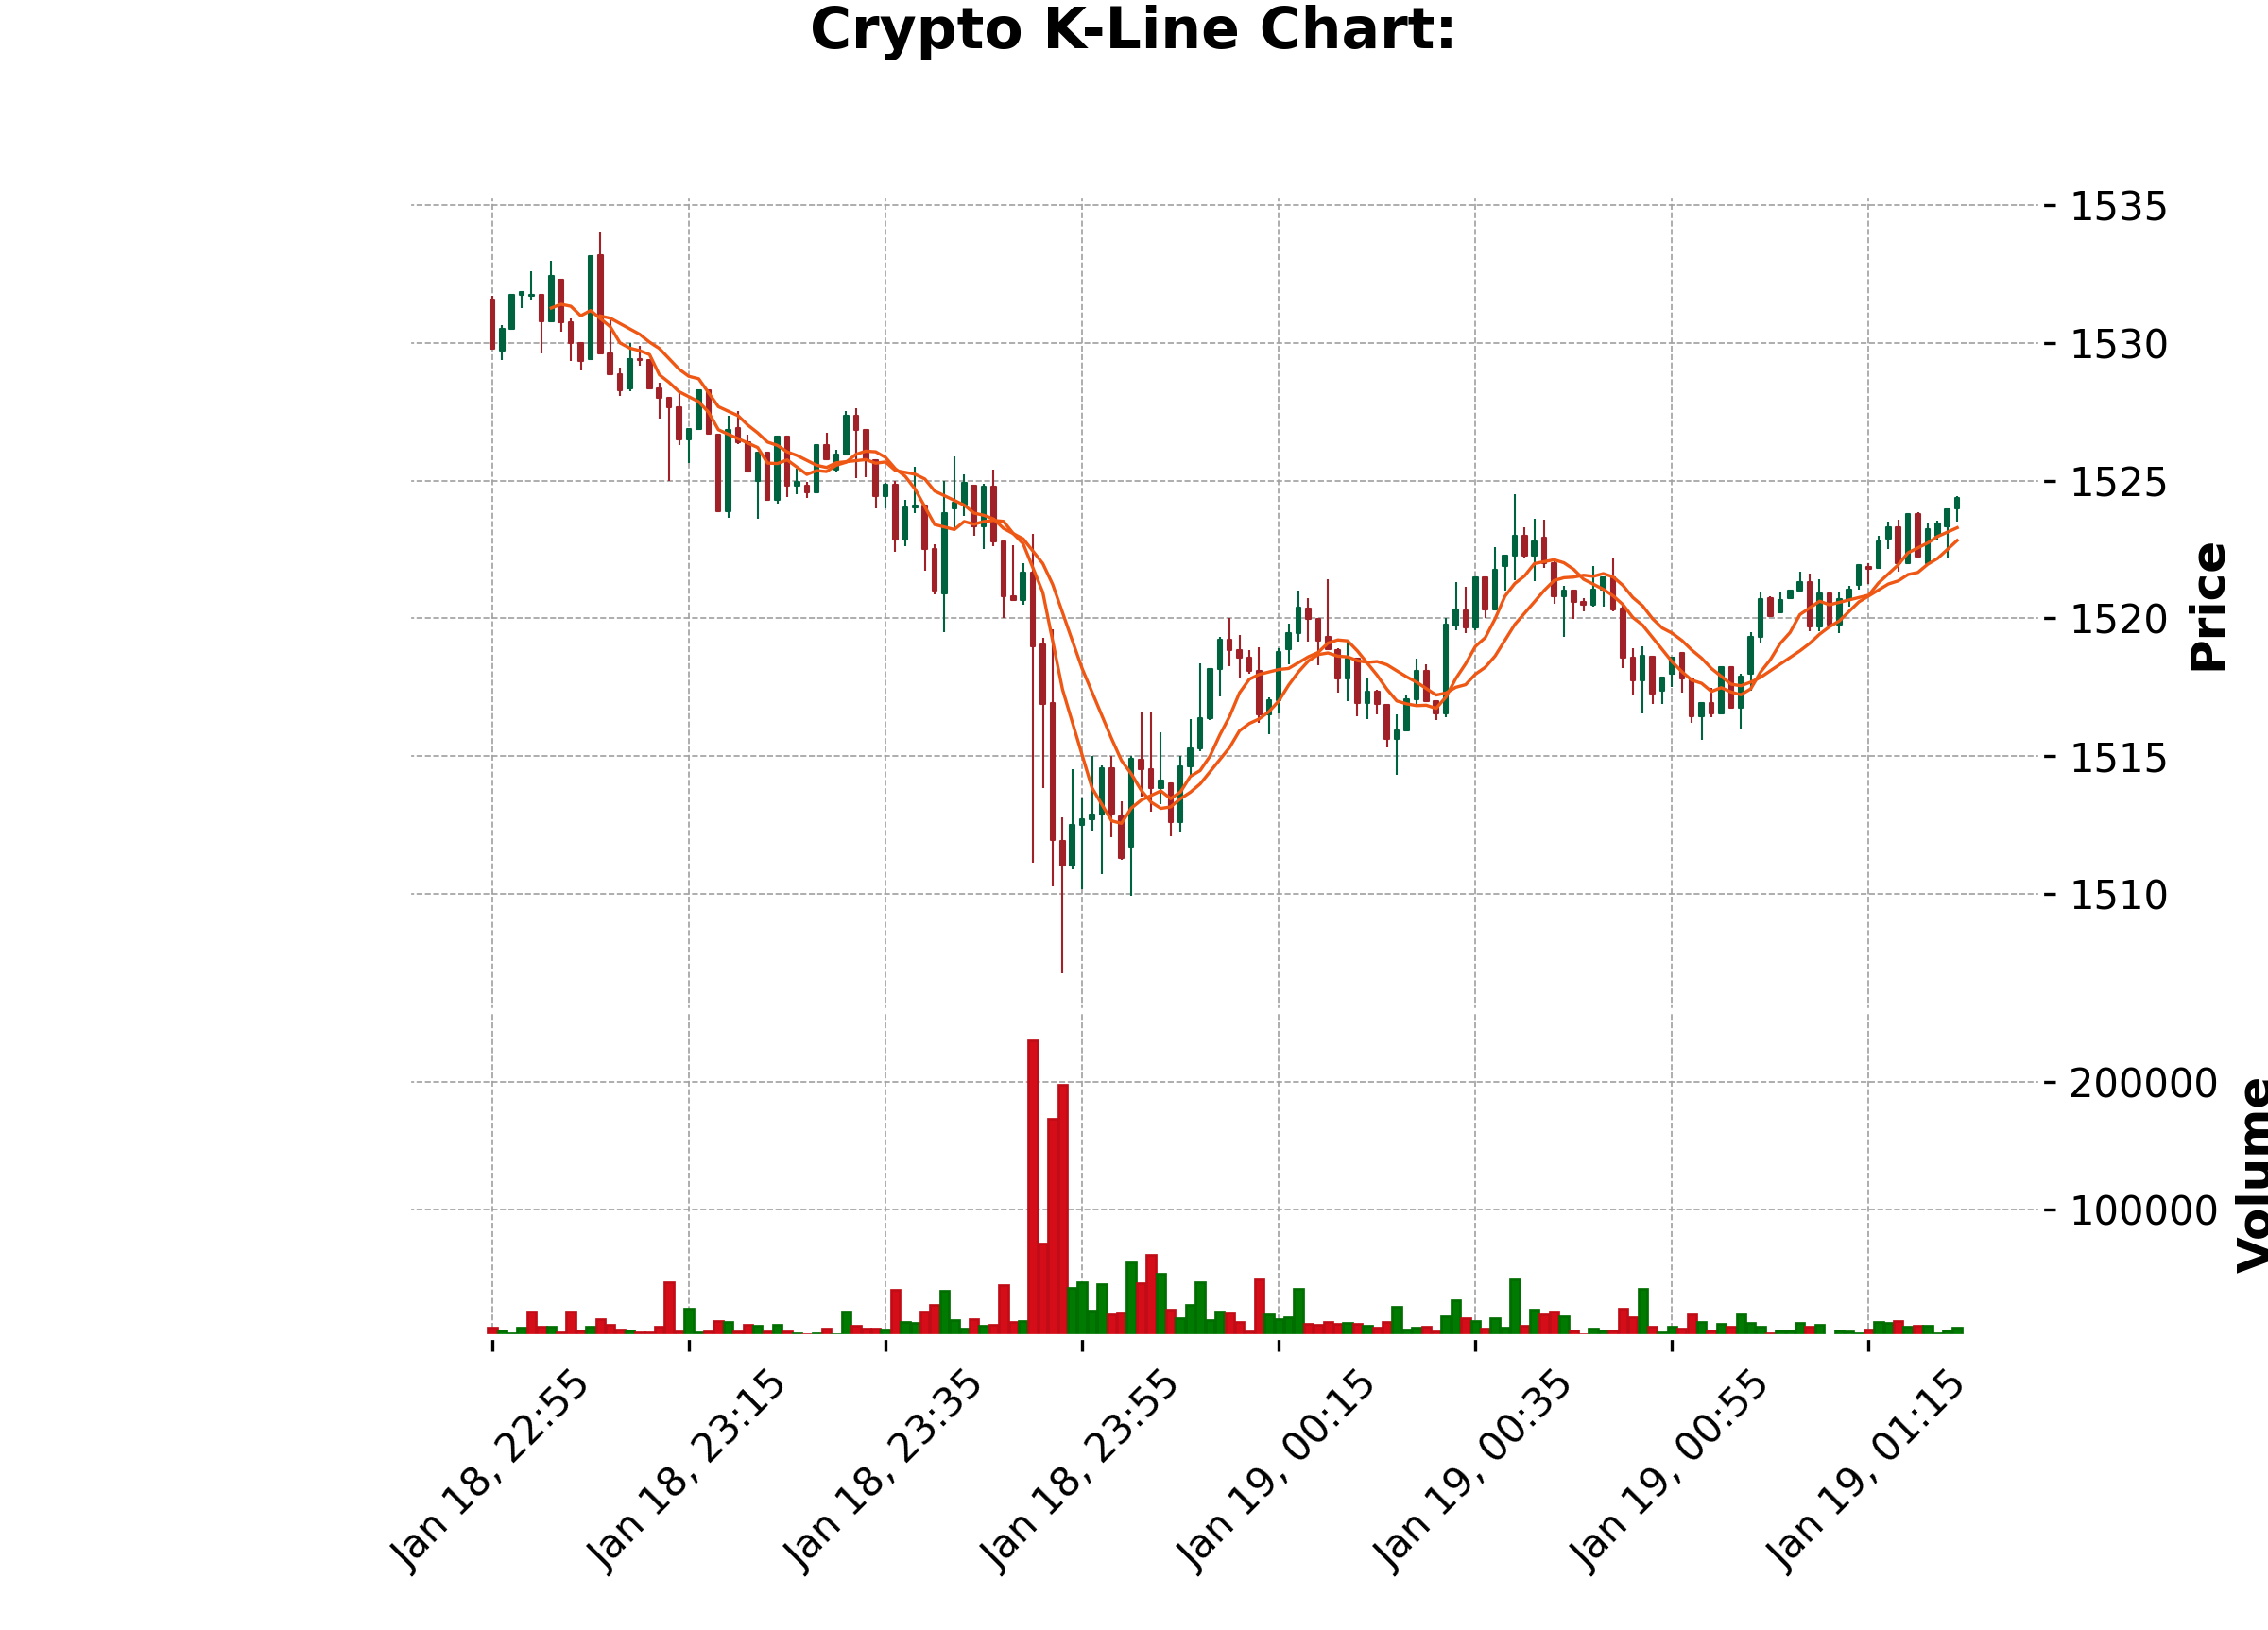 Crypto K-Line Chart:
1535
1530
1525
1520
1515
1510
Price
200000
100000
Volume
Jan 18, 22:55
Jan 18, 23:15
Jan 18, 23:35
Jan 18, 23:55
Jan 19, 00:15
Jan 19, 00:35
Jan 19, 00:55
Jan 19, 01:15